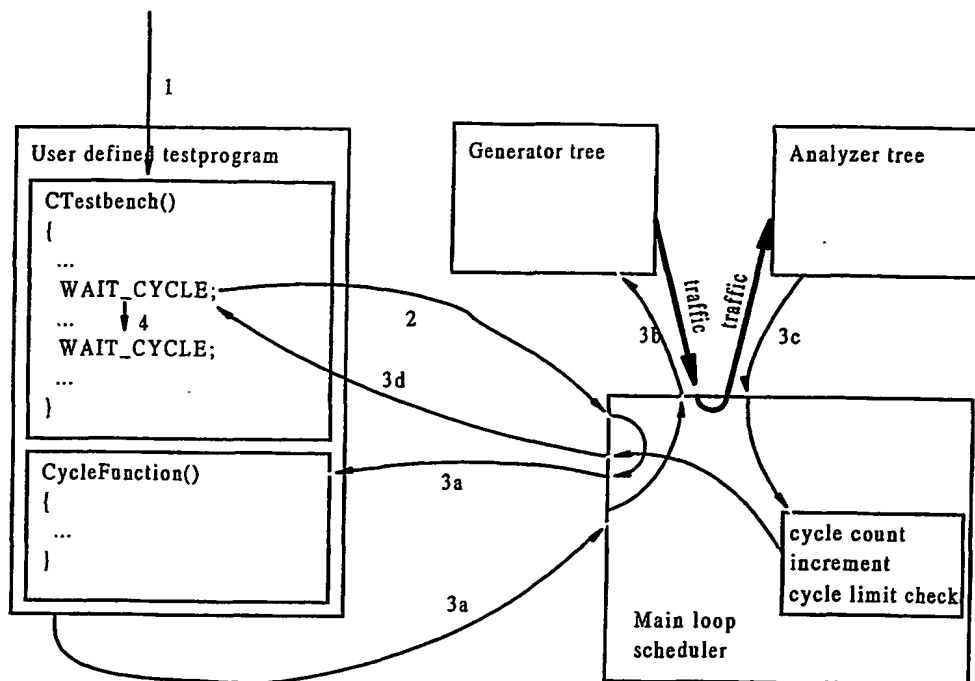 1
User defined testprogram
CTestbench()
{
...
WAIT_CYCLE;
... 4
WAIT_CYCLE;
...
}
CycleFunction()
{
...
}
2
3d
3a
3a
Generator tree
Analyzer tree
traffic
traffic
3b
3c
cycle count
increment
cycle limit check
Main loop
scheduler